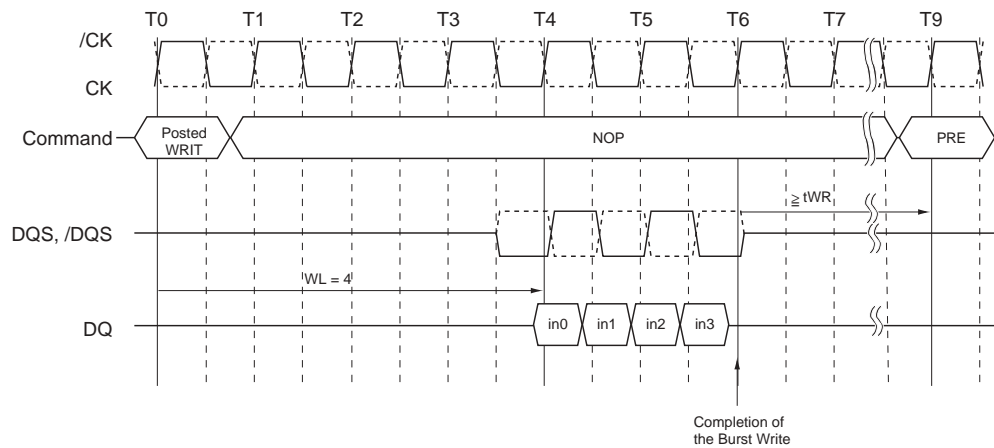 T0 T1 T2 T3 T4 T5 T6 T7 T9
/CK
CK
Command
Posted
WRIT
NOP
PRE
≧ tWR
DQS, /DQS
WL = 4
DQ
in0 in1 in2 in3
Completion of
the Burst Write